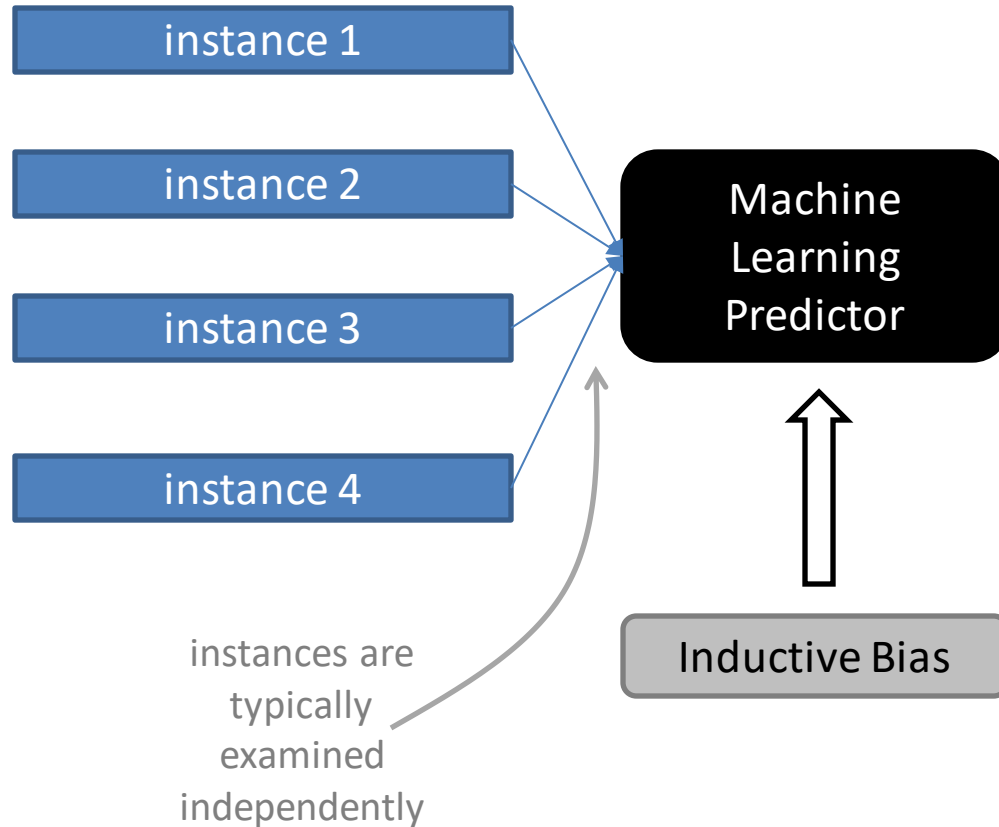 instance 1
instance 2
instance 3
instance 4
Machine
Learning
Predictor
Inductive Bias
instances are
typically
examined
independently